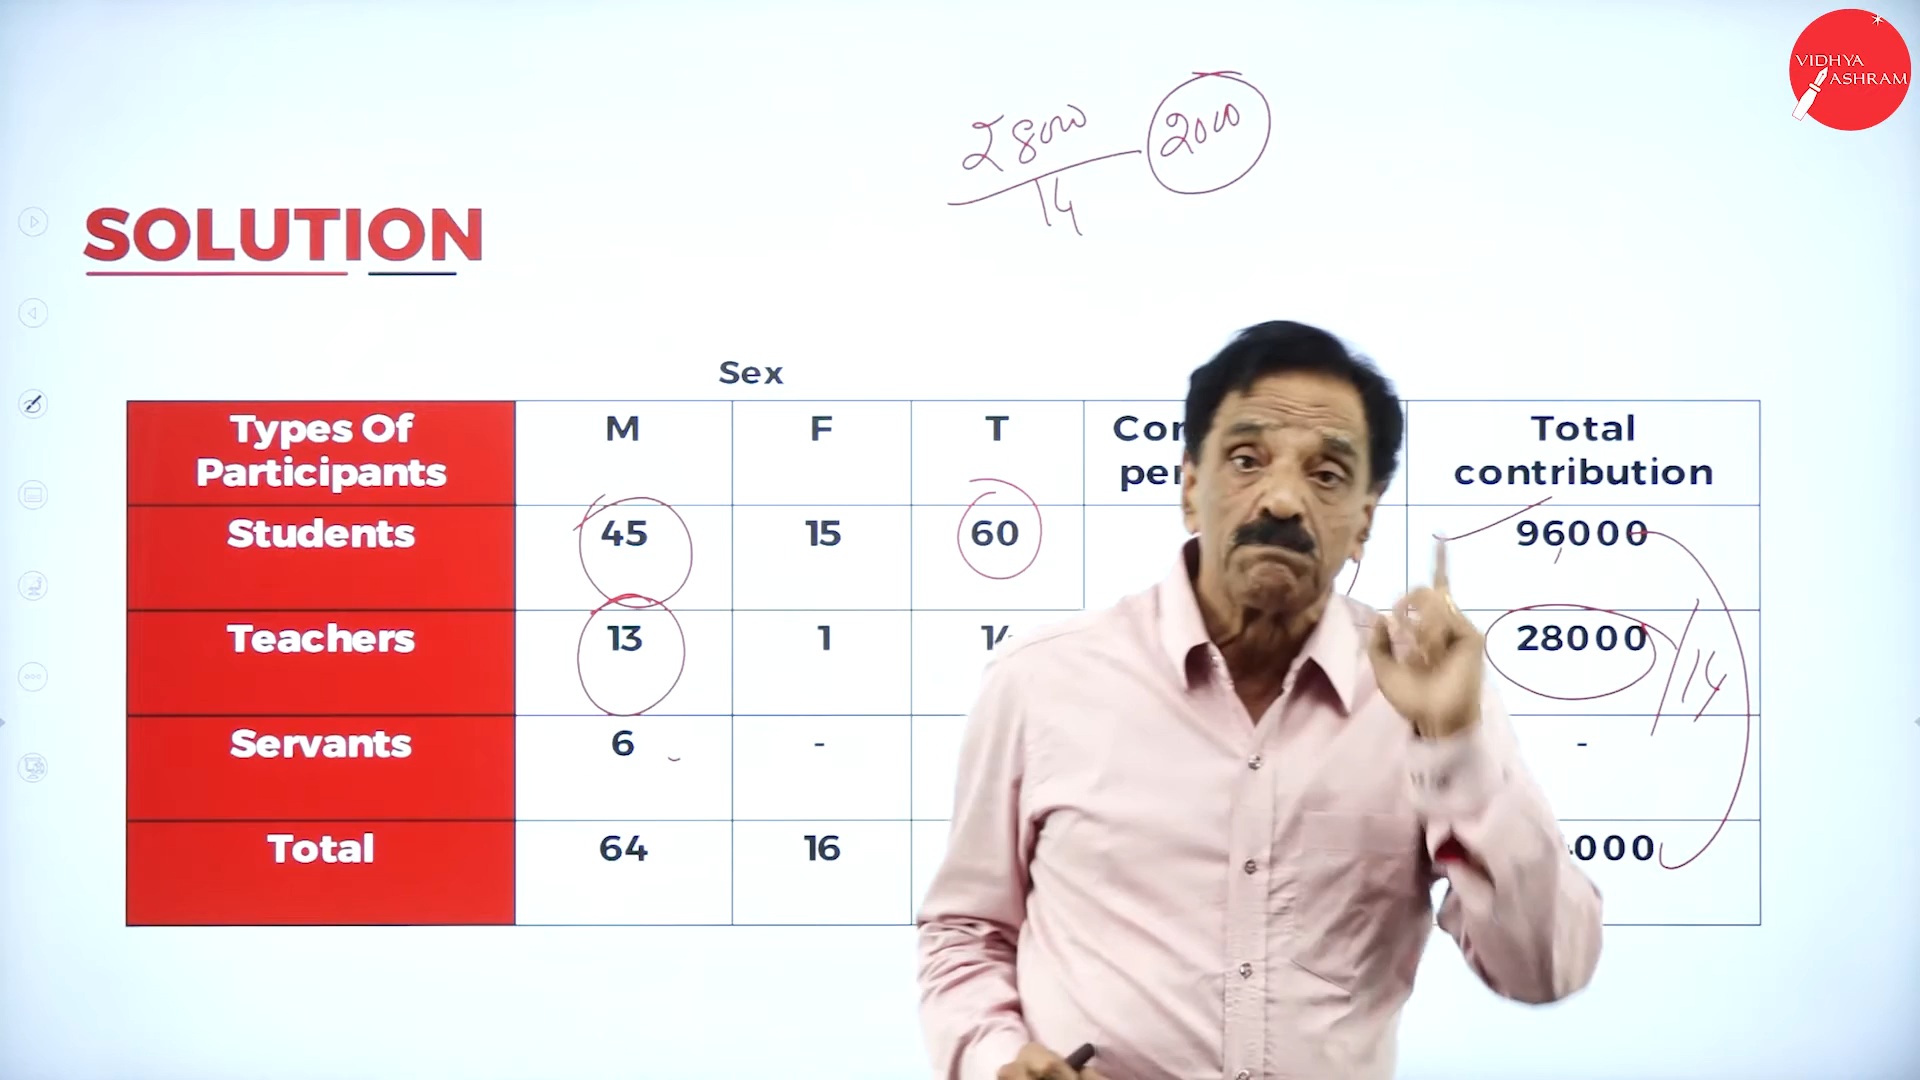 VIDHYA
ASHRAM
28000
14
2000
SOLUTION
Sex
Types Of Participants M F T Total contribution
Students 45 15 60 96000
Teachers 13 1 14 28000 /14
Servants 6 - -
Total 64 16